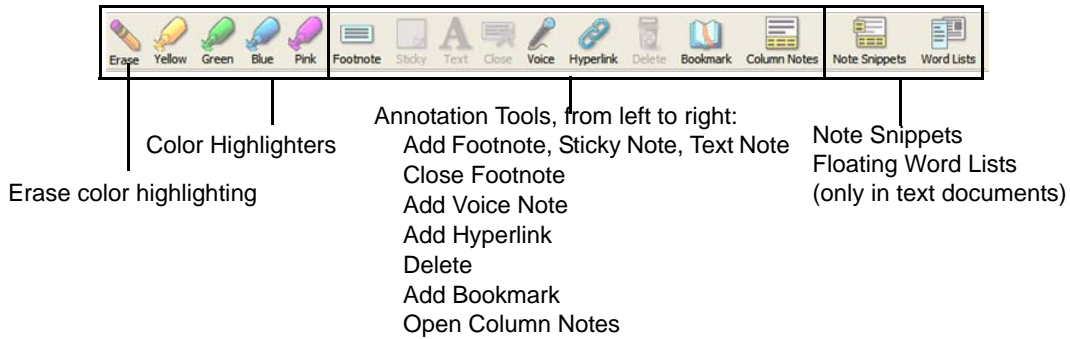 Erase Yellow Green Blue Pink Footnote Sticky Text Close Voice Hyperlink Delete Bookmark Column Notes Note Snippets Word Lists
Annotation Tools, from left to right:
Add Footnote, Sticky Note, Text Note
Close Footnote
Add Voice Note
Add Hyperlink
Delete
Add Bookmark
Open Column Notes
Color Highlighters
Erase color highlighting
Note Snippets
Floating Word Lists
(only in text documents)